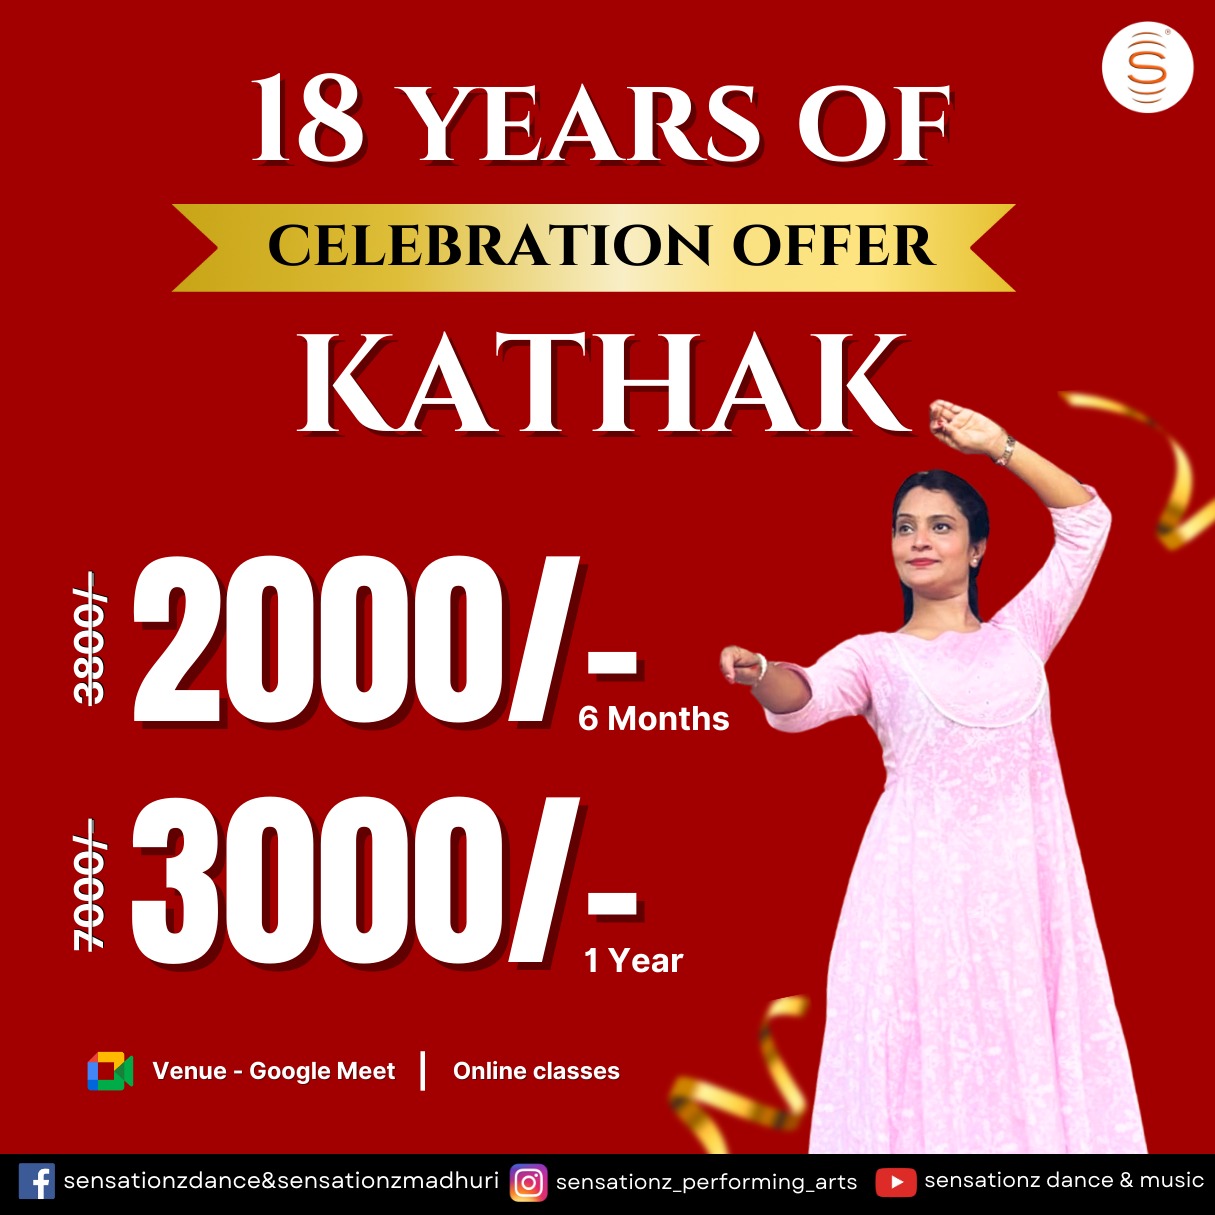 S
®
18 YEARS OF
CELEBRATION OFFER
KATHAK
3800/-
2000/-
6 Months
7000/-
3000/-
1 Year
Venue - Google Meet | Online classes
sensationzdance&sensationzmadhuri
sensationz_performing_arts
sensationz dance & music